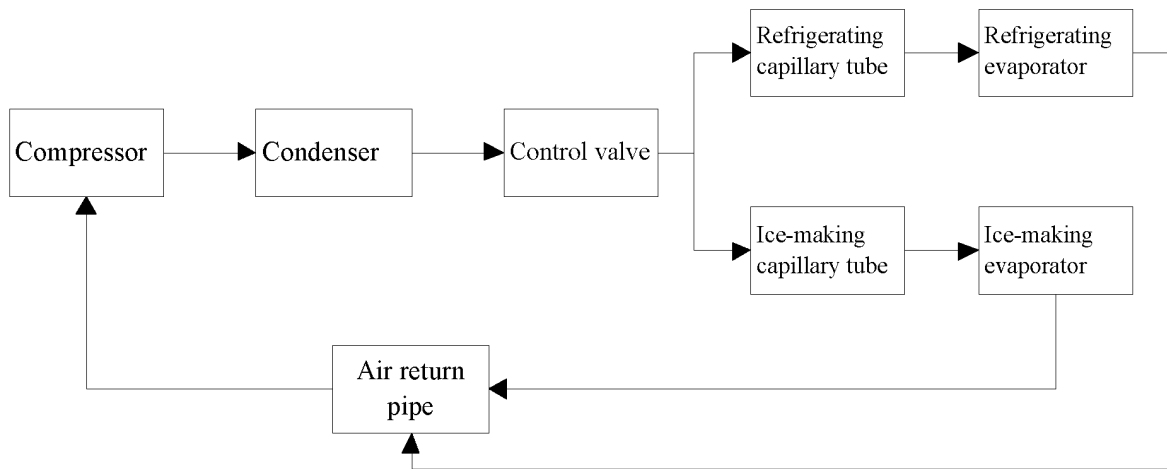 Refrigerating
capillary tube
Refrigerating
evaporator
Compressor
Condenser
Control valve
Ice-making
capillary tube
Ice-making
evaporator
Air return
pipe